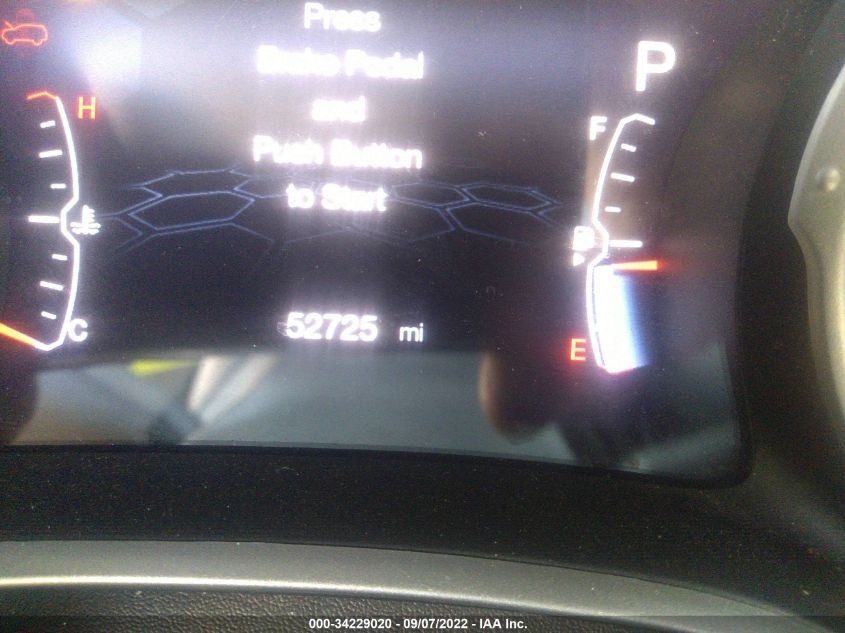 Press
Brake Pedal
and
Push Button
to Start
P
H
F
C
E
52725 mi
000-34229020 - 09/07/2022 - IAA Inc.